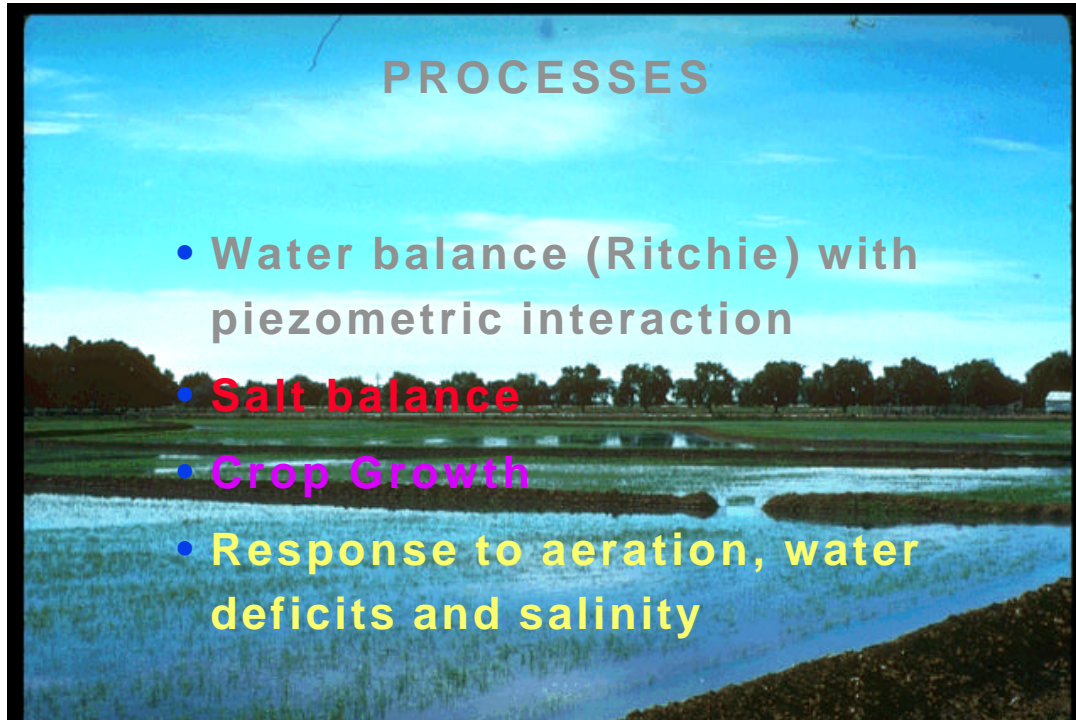 PROCESSES
• Water balance (Ritchie) with
piezometric interaction
• Salt balance
• Crop Growth
• Response to aeration, water
deficits and salinity